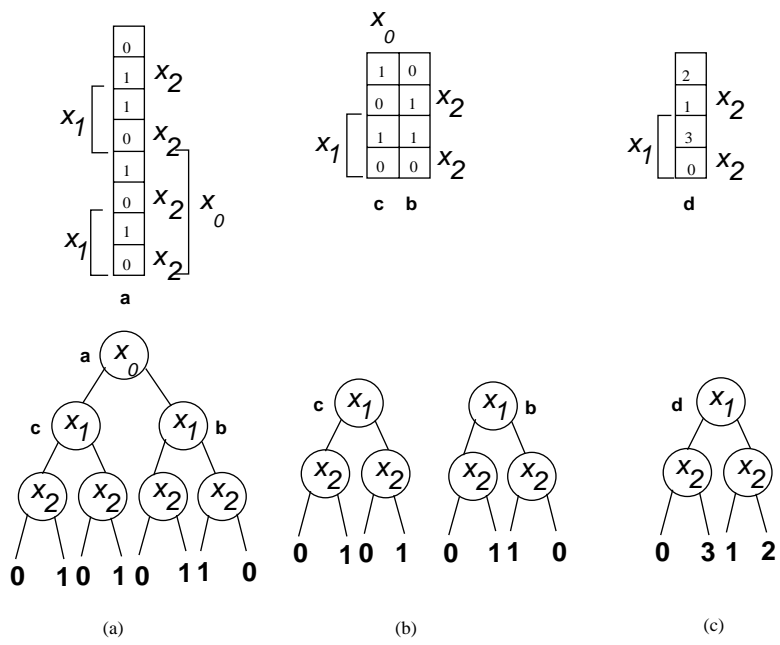 x0
0
1 0
2
1 x2
0 1 x2
1 x2
1
x1
1 1
x1
3
x1
0 x2
0 0 x2
0 x2
1
c b
d
0 x2 x0
x1
1
0 x2
a
a x0
c x1
x1 b
d x1
c x1
x1 b
x2 x2
x2 x2
x2 x2
x2 x2 x2 x2
0 1 0 1
0 1 1 0
0 3 1 2
0 1 0 1 0 1 1 0
(a)
(b)
(c)